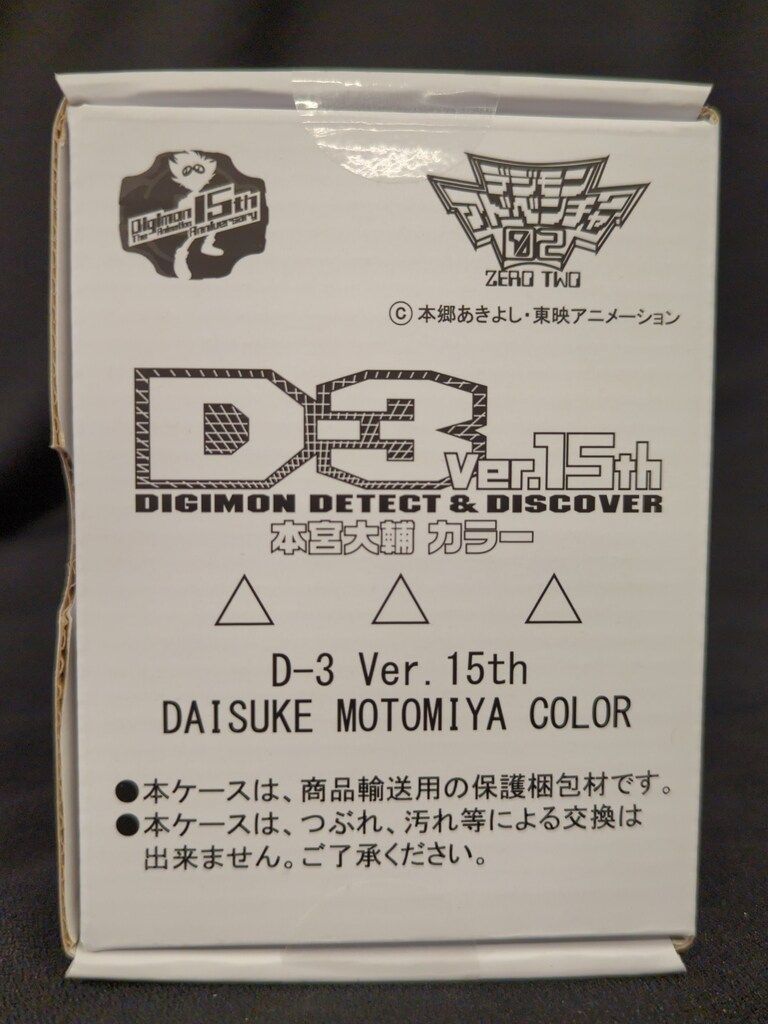 Digimon 15th
The Animation Anniversary
デジモン
アドベンチャー
02
ZERO TWO
©本郷あきよし・東映アニメーション
D-3 Ver.15th
DIGIMON DETECT & DISCOVER
本宮大輔 カラー
△ △ △
D-3 Ver.15th
DAISUKE MOTOMIYA COLOR
●本ケースは、商品輸送用の保護梱包材です。
●本ケースは、つぶれ、汚れ等による交換は
出来ません。ご了承ください。